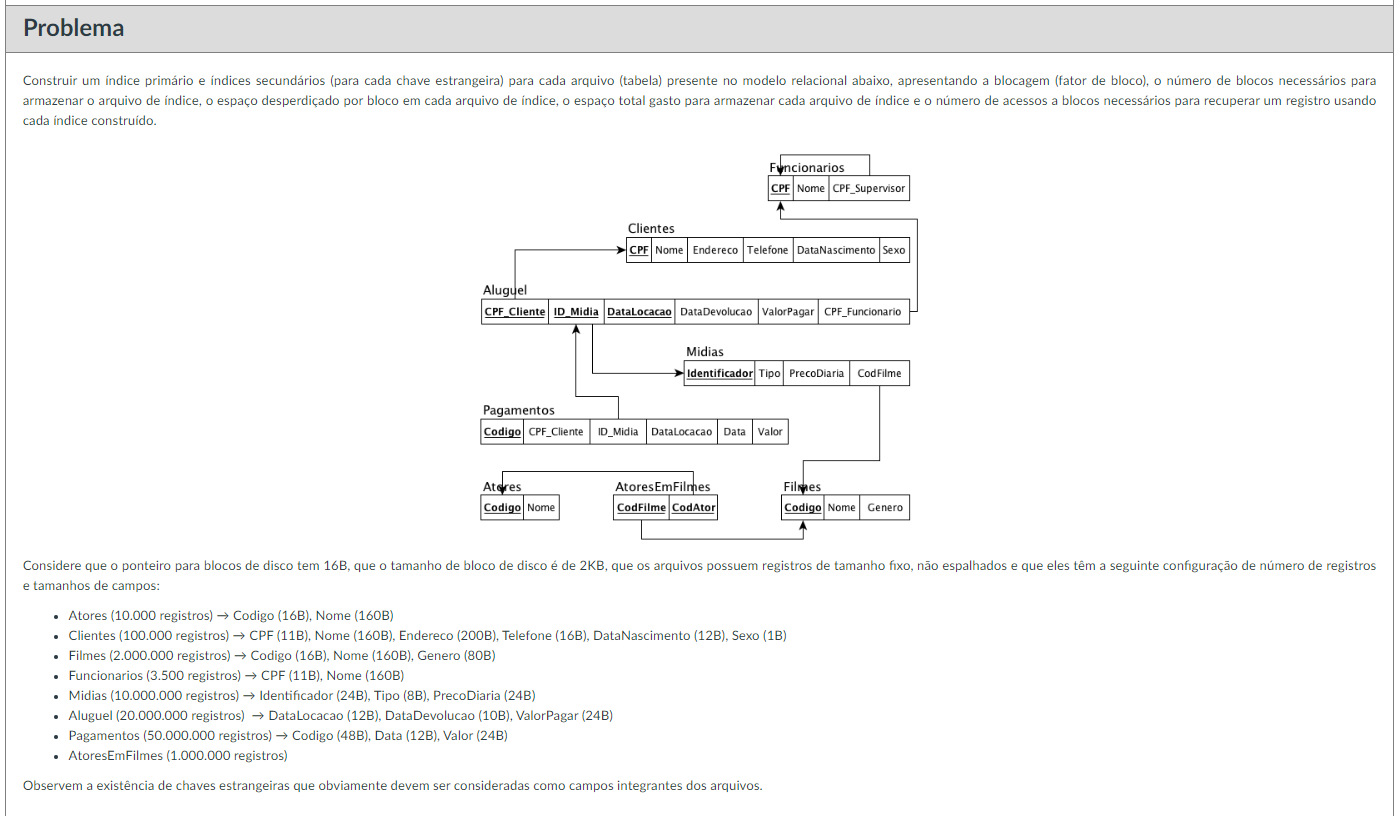 Problema
Construir um índice primário e índices secundários (para cada chave estrangeira) para cada arquivo (tabela) presente no modelo relacional abaixo, apresentando a blocagem (fator de bloco), o número de blocos necessários para
armazenar o arquivo de índice, o espaço desperdiçado por bloco em cada arquivo de índice, o espaço total gasto para armazenar cada arquivo de índice e o número de acessos a blocos necessários para recuperar um registro usando
cada índice construído.
Funcionarios
CPF Nome CPF_Supervisor
Clientes
CPF Nome Endereco Telefone DataNascimento Sexo
Aluguel
CPF_Cliente ID_Midia DataLocacao DataDevolucao ValorPagar CPF_Funcionario
Midias
Identificador Tipo PrecoDiaria CodFilme
Pagamentos
Codigo CPF_Cliente ID_Midia DataLocacao Data Valor
Atores AtoresEmFilmes Filmes
Codigo Nome CodFilme CodAtor Codigo Nome Genero
Considere que o ponteiro para blocos de disco tem 16B, que o tamanho de bloco de disco é de 2KB, que os arquivos possuem registros de tamanho fixo, não espalhados e que eles têm a seguinte configuração de número de registros
e tamanhos de campos:
• Atores (10.000 registros) → Codigo (16B), Nome (160B)
• Clientes (100.000 registros) → CPF (11B), Nome (160B), Endereco (200B), Telefone (16B), DataNascimento (12B), Sexo (1B)
• Filmes (2.000.000 registros) → Codigo (16B), Nome (160B), Genero (80B)
• Funcionarios (3.500 registros) → CPF (11B), Nome (160B)
• Midias (10.000.000 registros) → Identificador (24B), Tipo (8B), PrecoDiaria (24B)
• Aluguel (20.000.000 registros) → DataLocacao (12B), DataDevolucao (10B), ValorPagar (24B)
• Pagamentos (50.000.000 registros) → Codigo (48B), Data (12B), Valor (24B)
• AtoresEmFilmes (1.000.000 registros)
Observem a existência de chaves estrangeiras que obviamente devem ser consideradas como campos integrantes dos arquivos.